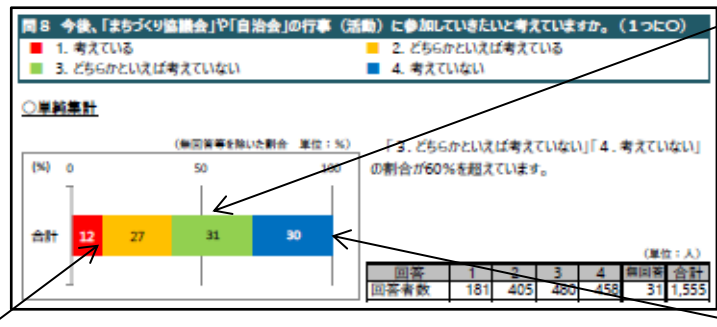 問8 今後、「まちづくり協議会」や「自治会」の行事（活動）に参加していきたいと考えていますか。（1つに○）
■ 1. 考えている ■ 2. どちらかといえば考えている
■ 3. どちらかといえば考えていない ■ 4. 考えていない
○単純集計
（無回答等を除いた割合 単位：%）
「3．どちらかといえば考えていない」「4．考えていない」
の割合が60%を超えています。
(%) 0 50 100
合計 12 27 31 30
（単位：人）
回答 1 2 3 4 無回答 合計
回答者数 181 405 480 458 31 1,555